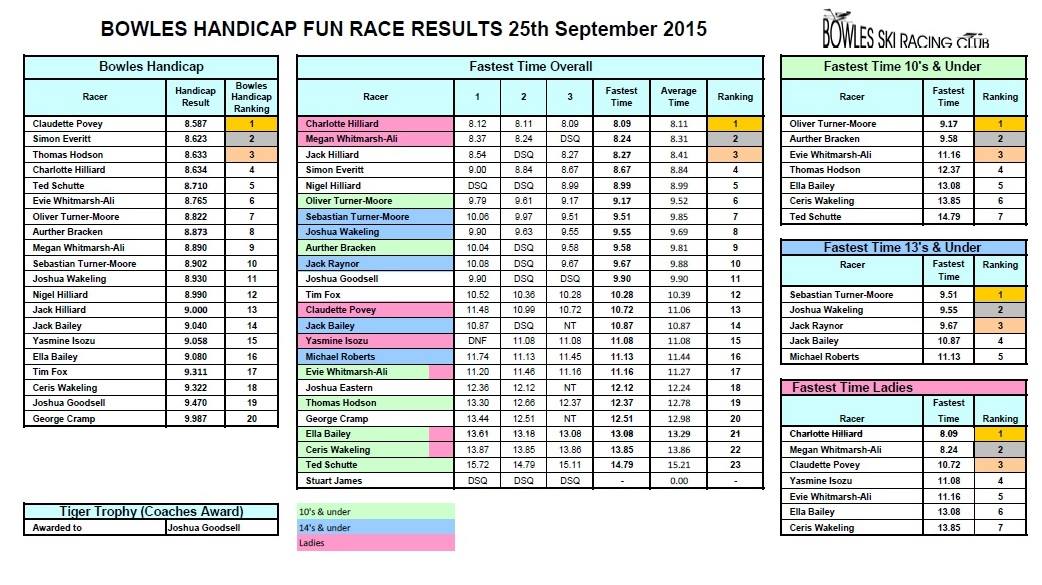 BOWLES HANDICAP FUN RACE RESULTS 25th September 2015
BOWLES SKI RACING CLUB
Bowles Handicap
Racer Handicap Result Bowles Handicap Ranking
Claudette Povey 8.587 1
Simon Everitt 8.623 2
Thomas Hodson 8.633 3
Charlotte Hilliard 8.634 4
Ted Schutte 8.710 5
Evie Whitmarsh-Ali 8.765 6
Oliver Turner-Moore 8.822 7
Aurther Bracken 8.873 8
Megan Whitmarsh-Ali 8.890 9
Sebastian Turner-Moore 8.902 10
Joshua Wakeling 8.930 11
Nigel Hilliard 8.990 12
Jack Hilliard 9.000 13
Jack Bailey 9.040 14
Yasmine Isozu 9.058 15
Ella Bailey 9.080 16
Tim Fox 9.311 17
Ceris Wakeling 9.322 18
Joshua Goodsell 9.470 19
George Cramp 9.987 20
Tiger Trophy (Coaches Award)
Awarded to Joshua Goodsell
Fastest Time Overall
Racer 1 2 3 Fastest Time Average Time Ranking
Charlotte Hilliard 8.12 8.11 8.09 8.09 8.11 1
Megan Whitmarsh-Ali 8.37 8.24 DSQ 8.24 8.31 2
Jack Hilliard 8.54 DSQ 8.27 8.27 8.41 3
Simon Everitt 9.00 8.84 8.67 8.67 8.84 4
Nigel Hilliard DSQ DSQ 8.99 8.99 8.99 5
Oliver Turner-Moore 9.79 9.61 9.17 9.17 9.52 6
Sebastian Turner-Moore 10.06 9.97 9.51 9.51 9.85 7
Joshua Wakeling 9.90 9.63 9.55 9.55 9.69 8
Aurther Bracken 10.04 DSQ 9.58 9.58 9.81 9
Jack Raynor 10.08 DSQ 9.67 9.67 9.88 10
Joshua Goodsell 9.90 DSQ DSQ 9.90 9.90 11
Tim Fox 10.52 10.36 10.28 10.28 10.39 12
Claudette Povey 11.48 10.99 10.72 10.72 11.06 13
Jack Bailey 10.87 DSQ NT 10.87 10.87 14
Yasmine Isozu DNF 11.08 11.08 11.08 11.08 15
Michael Roberts 11.74 11.13 11.45 11.13 11.44 16
Evie Whitmarsh-Ali 11.20 11.46 11.16 11.16 11.27 17
Joshua Eastern 12.36 12.12 NT 12.12 12.24 18
Thomas Hodson 13.30 12.66 12.37 12.37 12.78 19
George Cramp 13.44 12.51 NT 12.51 12.98 20
Ella Bailey 13.61 13.18 13.08 13.08 13.29 21
Ceris Wakeling 13.87 13.85 13.86 13.85 13.86 22
Ted Schutte 15.72 14.79 15.11 14.79 15.21 23
Stuart James DSQ DSQ DSQ - 0.00 -
10's & under
14's & under
Ladies
Fastest Time 10's & Under
Racer Fastest Time Ranking
Oliver Turner-Moore 9.17 1
Aurther Bracken 9.58 2
Evie Whitmarsh-Ali 11.16 3
Thomas Hodson 12.37 4
Ella Bailey 13.08 5
Ceris Wakeling 13.85 6
Ted Schutte 14.79 7
Fastest Time 13's & Under
Racer Fastest Time Ranking
Sebastian Turner-Moore 9.51 1
Joshua Wakeling 9.55 2
Jack Raynor 9.67 3
Jack Bailey 10.87 4
Michael Roberts 11.13 5
Fastest Time Ladies
Racer Fastest Time Ranking
Charlotte Hilliard 8.09 1
Megan Whitmarsh-Ali 8.24 2
Claudette Povey 10.72 3
Yasmine Isozu 11.08 4
Evie Whitmarsh-Ali 11.16 5
Ella Bailey 13.08 6
Ceris Wakeling 13.85 7